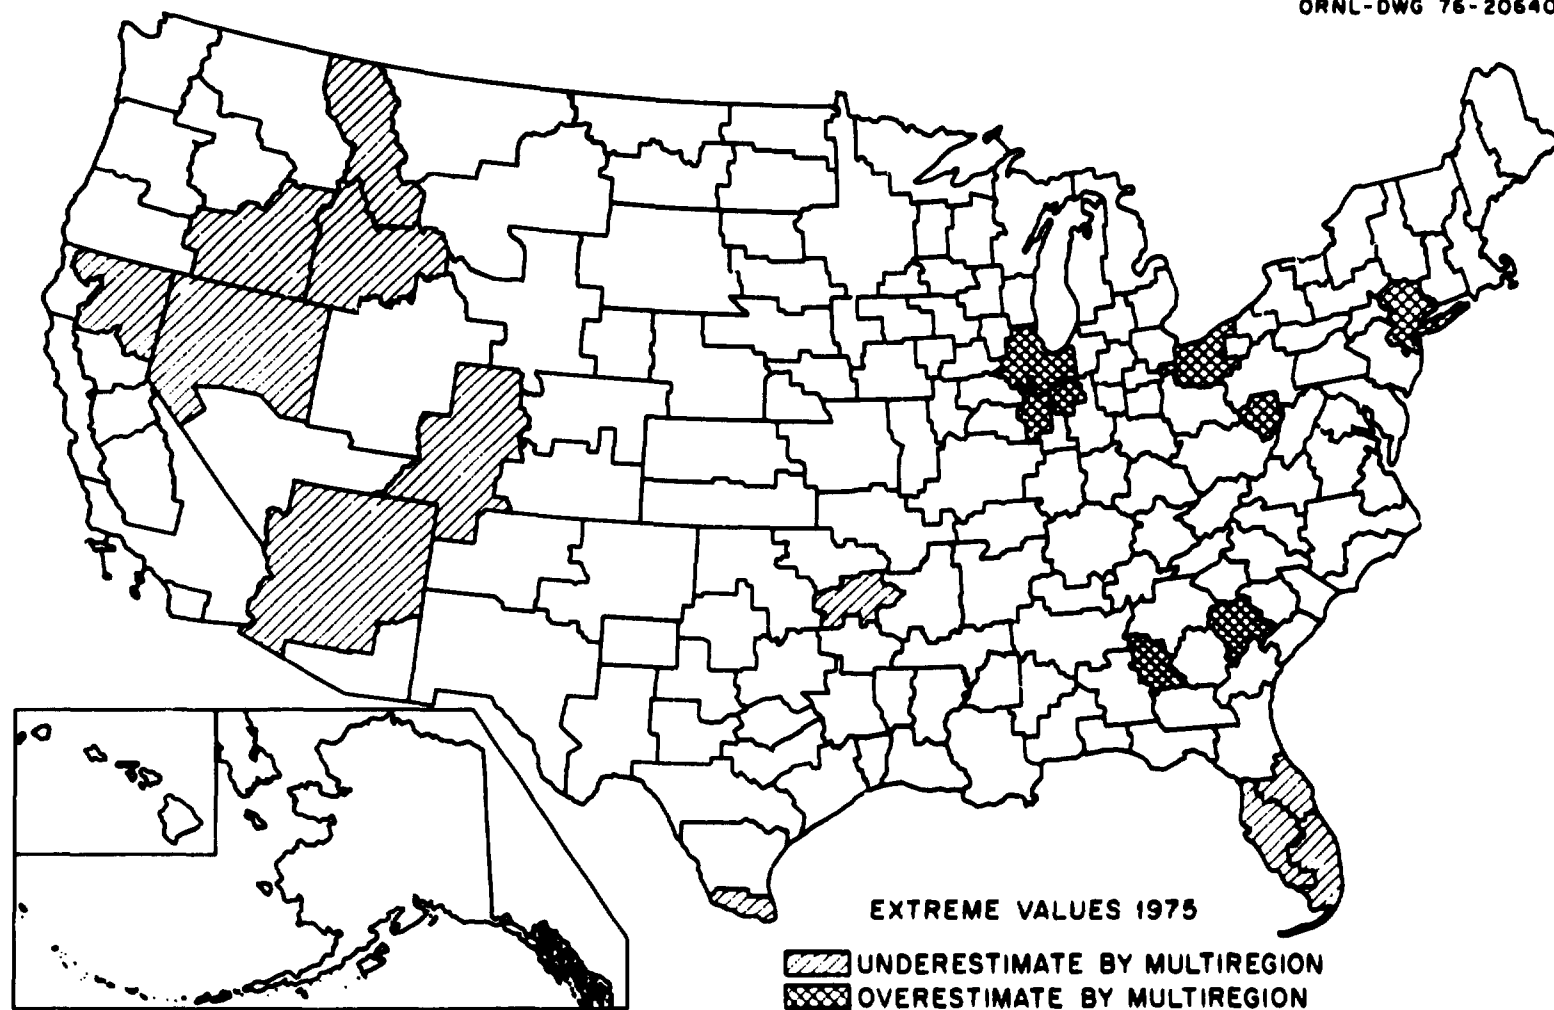 ORNL-DWG 76-20640
EXTREME VALUES 1975
UNDERESTIMATE BY MULTIREGION
OVERESTIMATE BY MULTIREGION